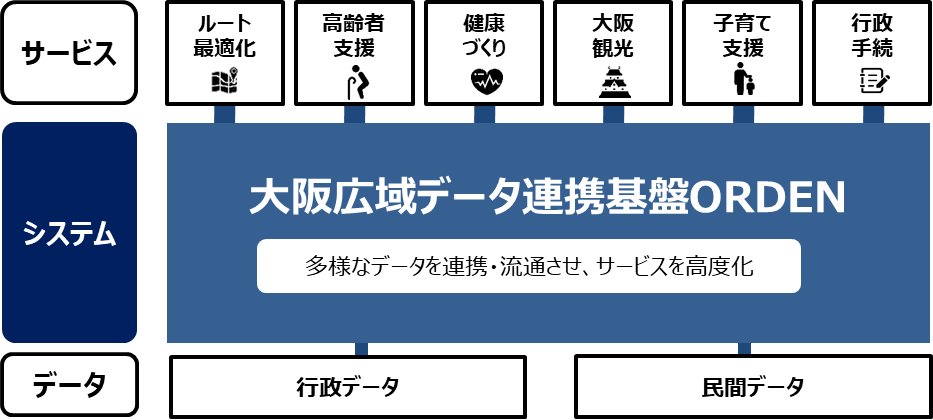 サービス
ルート
最適化
高齢者
支援
健康
づくり
大阪
観光
子育て
支援
行政
手続
システム
大阪広域データ連携基盤ORDEN
多様なデータを連携・流通させ、サービスを高度化
データ
行政データ
民間データ